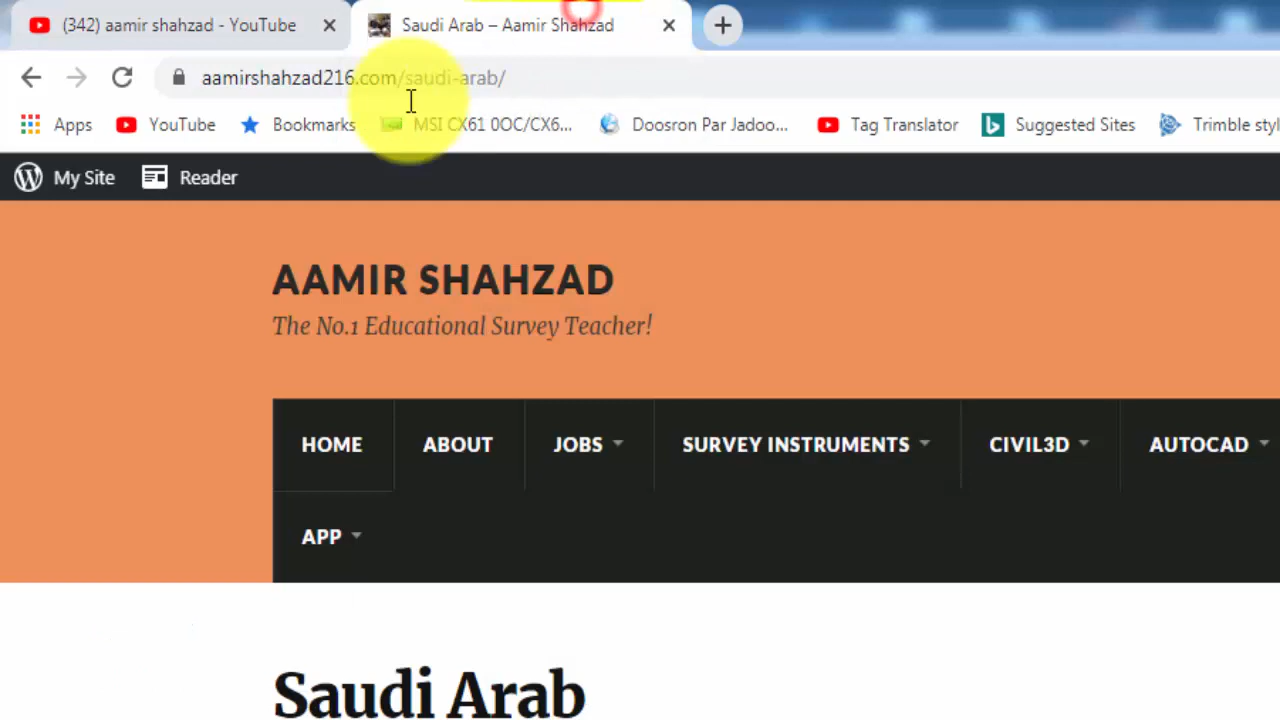 (342) aamir shahzad - YouTube
Saudi Arab – Aamir Shahzad
aamirshahzad216.com/saudi-arab/
Apps YouTube Bookmarks MSI CX61 0OC/CX6... Doosron Par Jadoo... Tag Translator Suggested Sites Trimble styl
My Site Reader
AAMIR SHAHZAD
The No.1 Educational Survey Teacher!
HOME ABOUT JOBS SURVEY INSTRUMENTS CIVIL3D AUTOCAD
APP
Saudi Arab